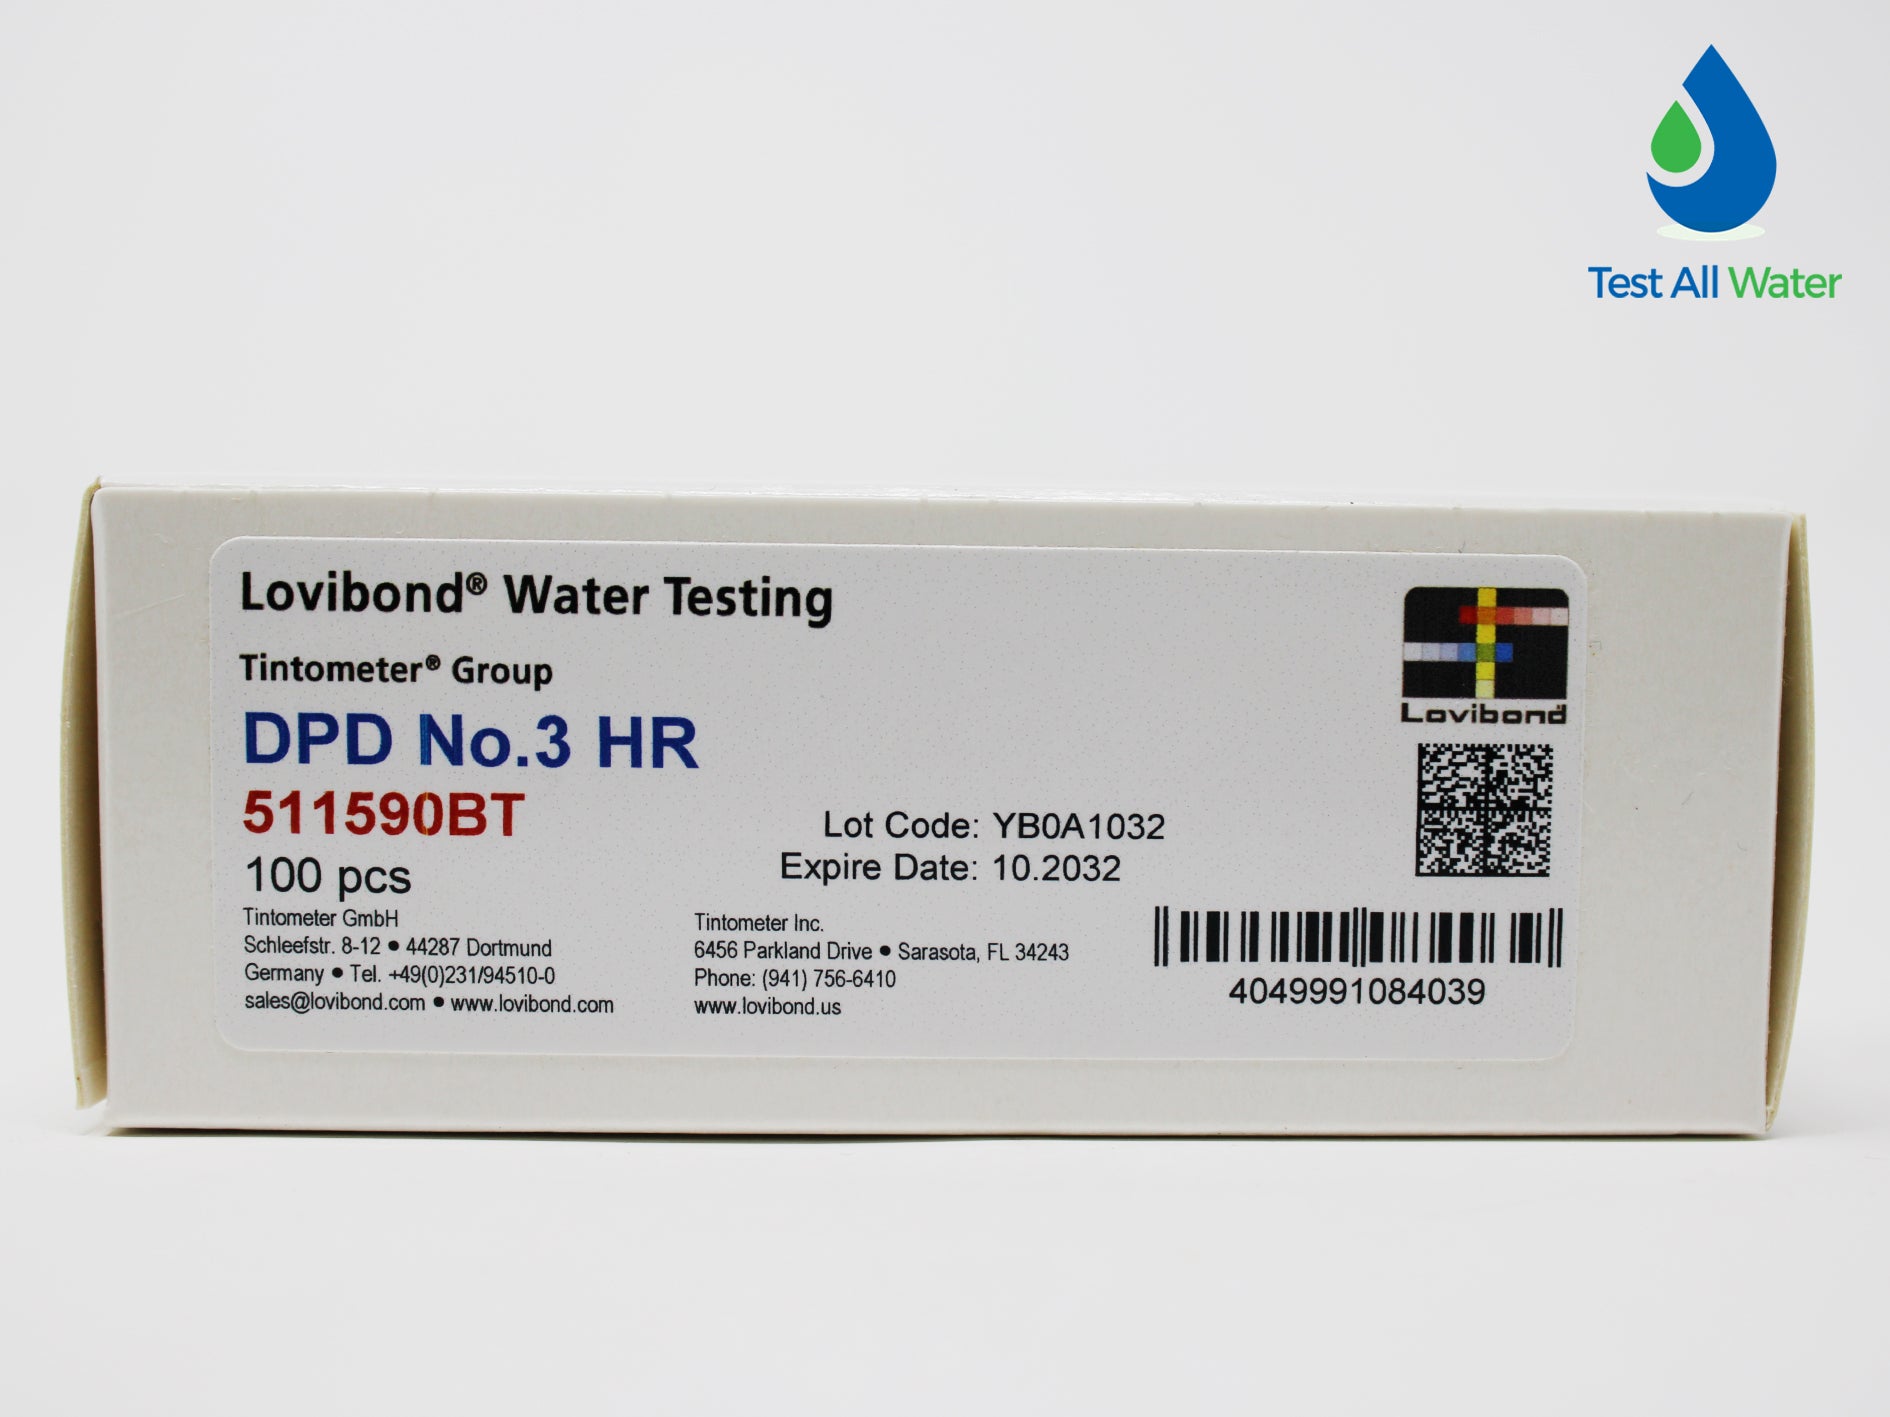 Test All Water
Lovibond® Water Testing
Tintometer® Group
DPD No.3 HR
511590BT
100 pcs
Lot Code: YB0A1032
Expire Date: 10.2032
Tintometer GmbH
Schleefstr. 8-12 ● 44287 Dortmund
Germany ● Tel. +49(0)231/94510-0
sales@lovibond.com ● www.lovibond.com
Tintometer Inc.
6456 Parkland Drive ● Sarasota, FL 34243
Phone: (941) 756-6410
www.lovibond.us
Lovibond
4049991084039